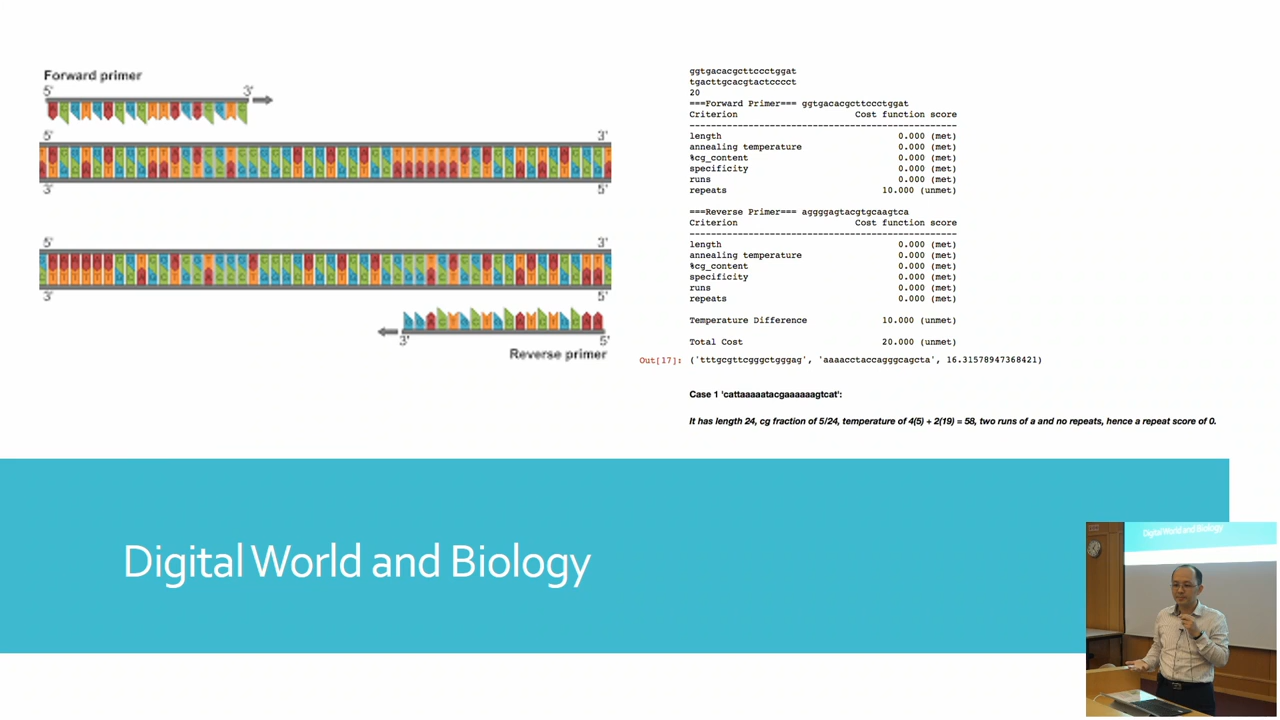 Forward primer
5' 3'
5' 3'
3' 5'
5' 3'
3' 5'
3' 5'
Reverse primer
ggtgacacgcttccctggat
tgacttgcacgtactcccct
20
===Forward Primer=== ggtgacacgcttccctggat
Criterion Cost function score
length 0.000 (met)
annealing temperature 0.000 (met)
%cg_content 0.000 (met)
specificity 0.000 (met)
runs 0.000 (met)
repeats 10.000 (unmet)
===Reverse Primer=== aggggagtacgtgcaagtca
Criterion Cost function score
length 0.000 (met)
annealing temperature 0.000 (met)
%cg_content 0.000 (met)
specificity 0.000 (met)
runs 0.000 (met)
repeats 0.000 (met)
Temperature Difference 10.000 (unmet)
Total Cost 20.000 (unmet)
Out[17]: ('tttgcgttcgggctgggag', 'aaaacctaccagggcagcta', 16.31578947368421)
Case 1 'cattaaaaatacgaaaaaagtcat':
It has length 24, cg fraction of 5/24, temperature of 4(5) + 2(19) = 58, two runs of a and no repeats, hence a repeat score of 0.
Digital World and Biology
Digital World and Biology